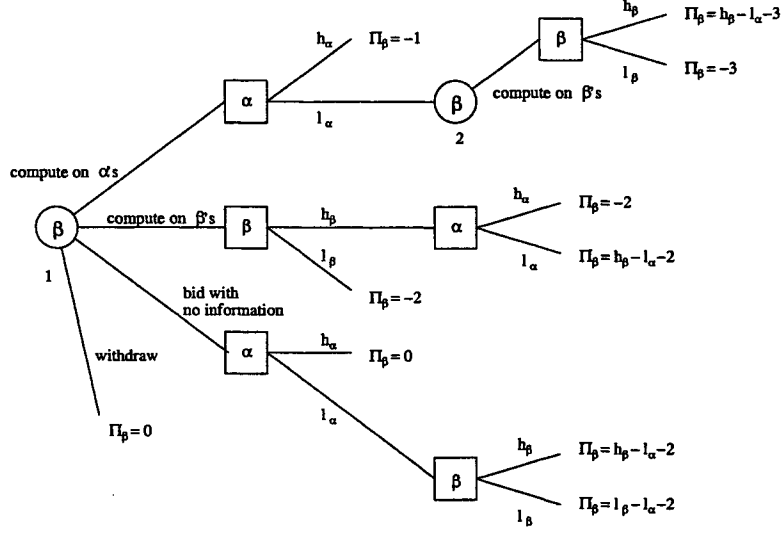 h_β Π_β = h_β – l_α – 3
β
h_α Π_β = –1
l_β Π_β = –3
α compute on β's
l_α β
2
compute on α's
h_α Π_β = –2
β compute on β's β h_β α
l_α Π_β = h_β – l_α – 2
1 l_β
Π_β = –2
bid with
no information
h_α Π_β = 0
α
withdraw
l_α
Π_β = 0
h_β Π_β = h_β – l_α – 2
β
l_β Π_β = l_β – l_α – 2